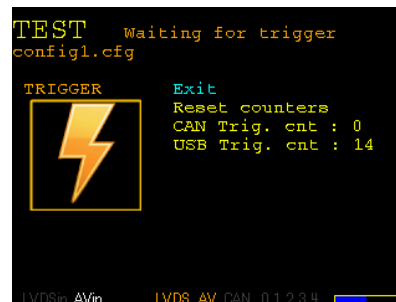 TEST Waiting for trigger
config1.cfg
TRIGGER
Exit
Reset counters
CAN Trig. cnt : 0
USB Trig. cnt : 14
LVDSin AVin LVDS AV CAN 0 1 2 3 4